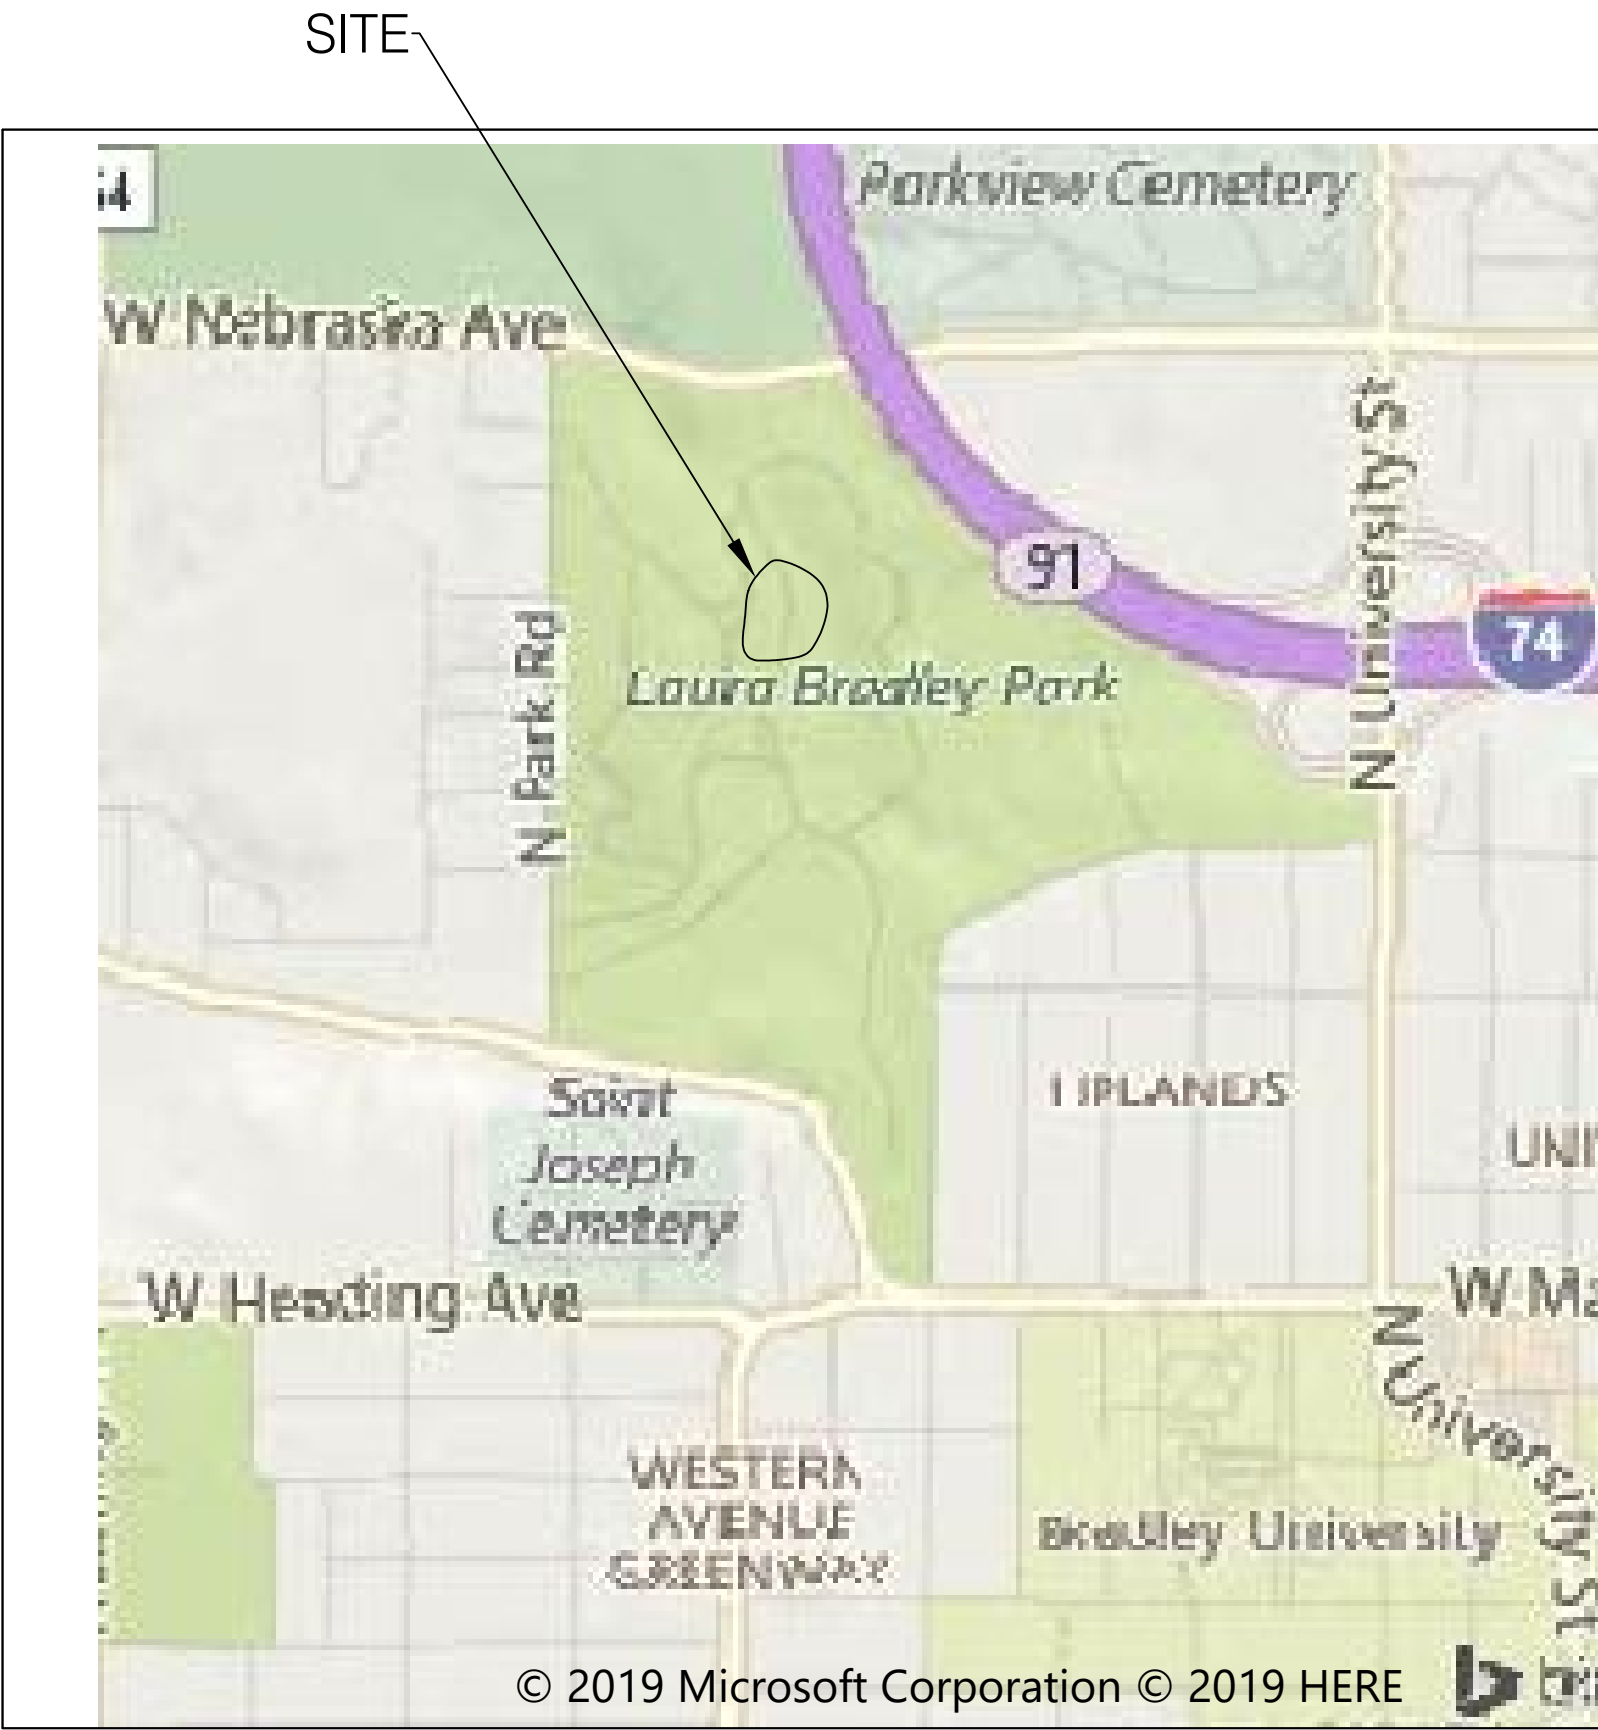 SITE
Parkview Cemetery
W Nebraska Ave
N University St
91
74
N Park Rd
Laura Bradley Park
UPLANDS
Saint
Joseph
Cemetery
W Heading Ave
N University St
WESTERN
AVENUE
GREENWAY
Bradley University
© 2019 Microsoft Corporation © 2019 HERE